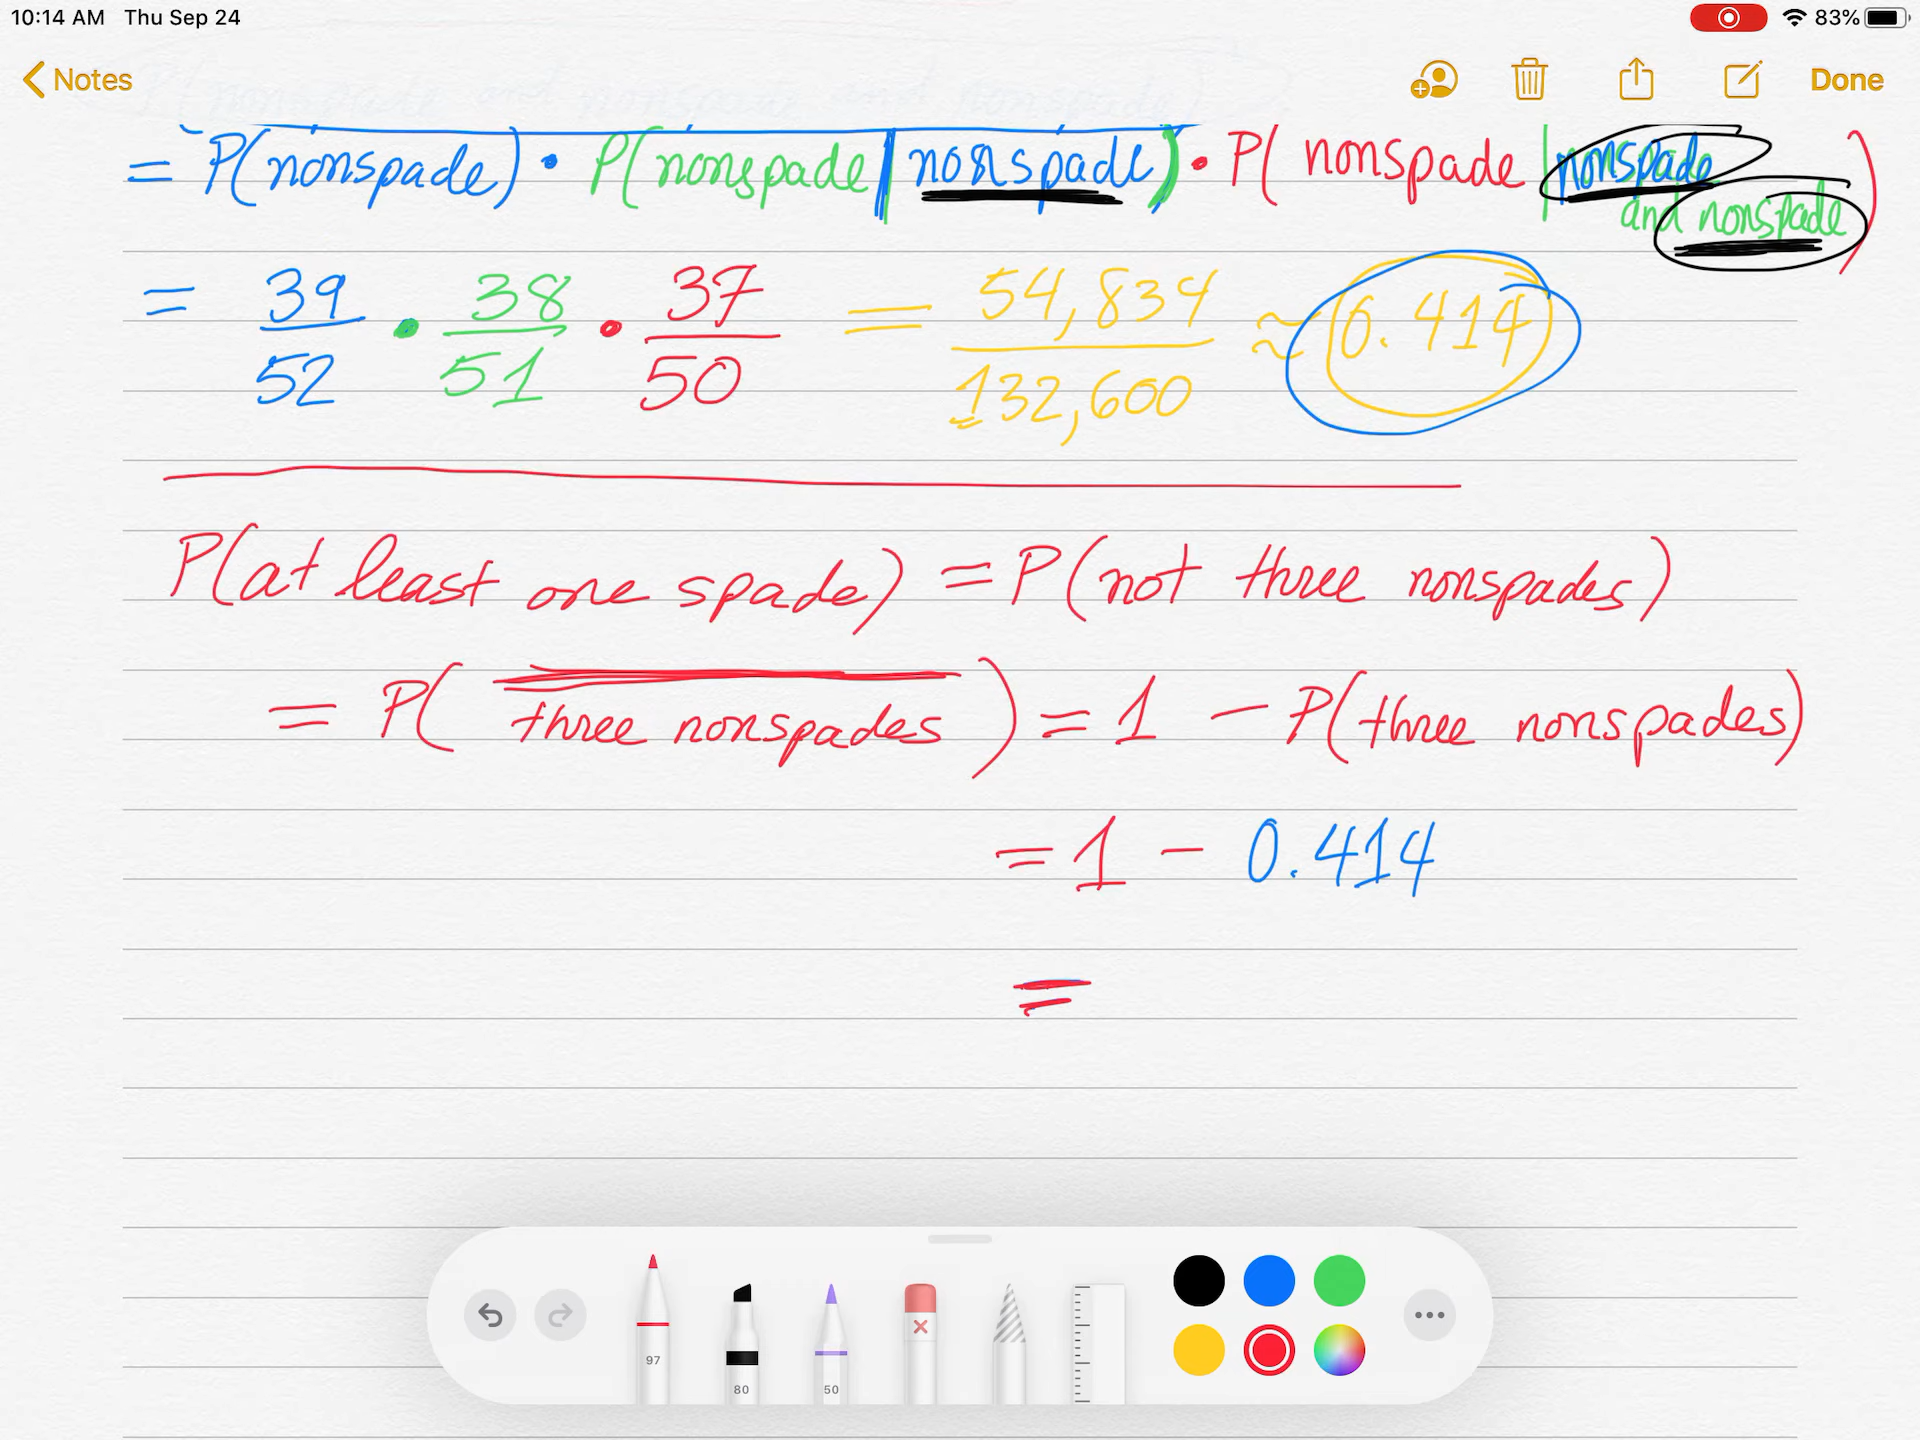 10:14 AM Thu Sep 24 83%
Notes Done
= P(nonspade) · P(nonspade | nonspade) · P( nonspade | nonspade
and nonspade )
= 39/52 · 38/51 · 37/50 = 54,834/132,600 ≈ 0.414
P(at least one spade) = P(not three nonspades)
= P( three nonspades ) = 1 - P(three nonspades)
= 1 - 0.414
=
97 80 50